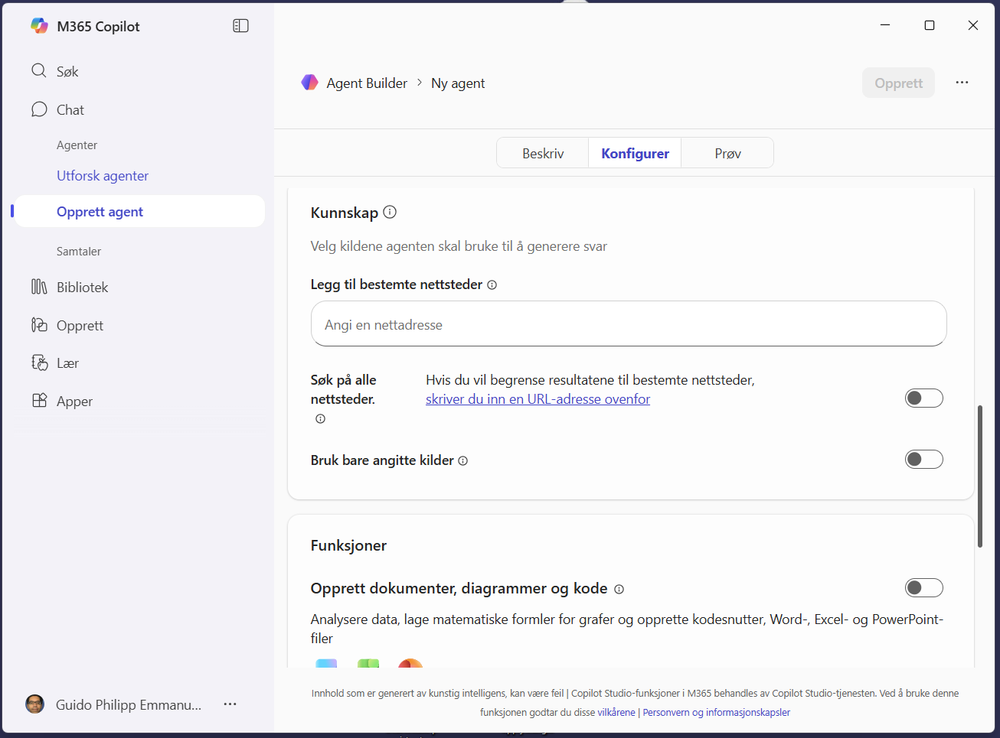 M365 Copilot
Søk
Chat
Agenter
Utforsk agenter
Opprett agent
Samtaler
Bibliotek
Opprett
Lær
Apper
Guido Philipp Emmanu...
Agent Builder > Ny agent
Opprett
Beskriv
Konfigurer
Prøv
Kunnskap
Velg kildene agenten skal bruke til å generere svar
Legg til bestemte nettsteder
Angi en nettadresse
Søk på alle
nettsteder.
Hvis du vil begrense resultatene til bestemte nettsteder,
skriver du inn en URL-adresse ovenfor
Bruk bare angitte kilder
Funksjoner
Opprett dokumenter, diagrammer og kode
Analysere data, lage matematiske formler for grafer og opprette kodesnutter, Word-, Excel- og PowerPoint-
filer
Innhold som er generert av kunstig intelligens, kan være feil | Copilot Studio-funksjoner i M365 behandles av Copilot Studio-tjenesten. Ved å bruke denne
funksjonen godtar du disse vilkårene | Personvern og informasjonskapsler